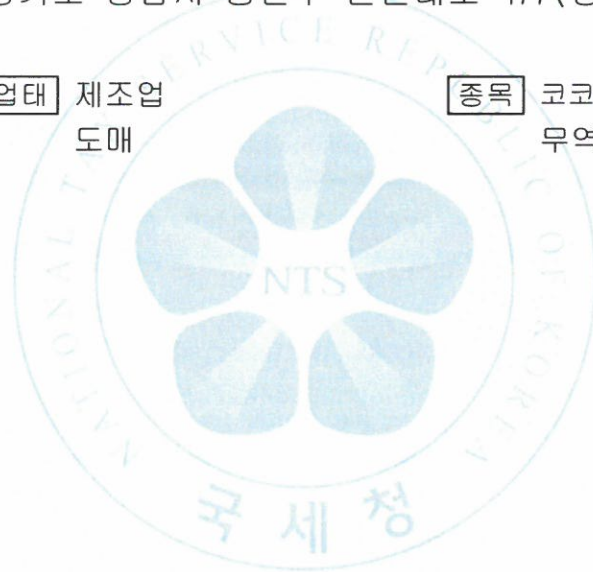 업태 제조업 종목 코코
도매 무역
NATIONAL TAX SERVICE REPUBLIC OF KOREA
NTS
국세청